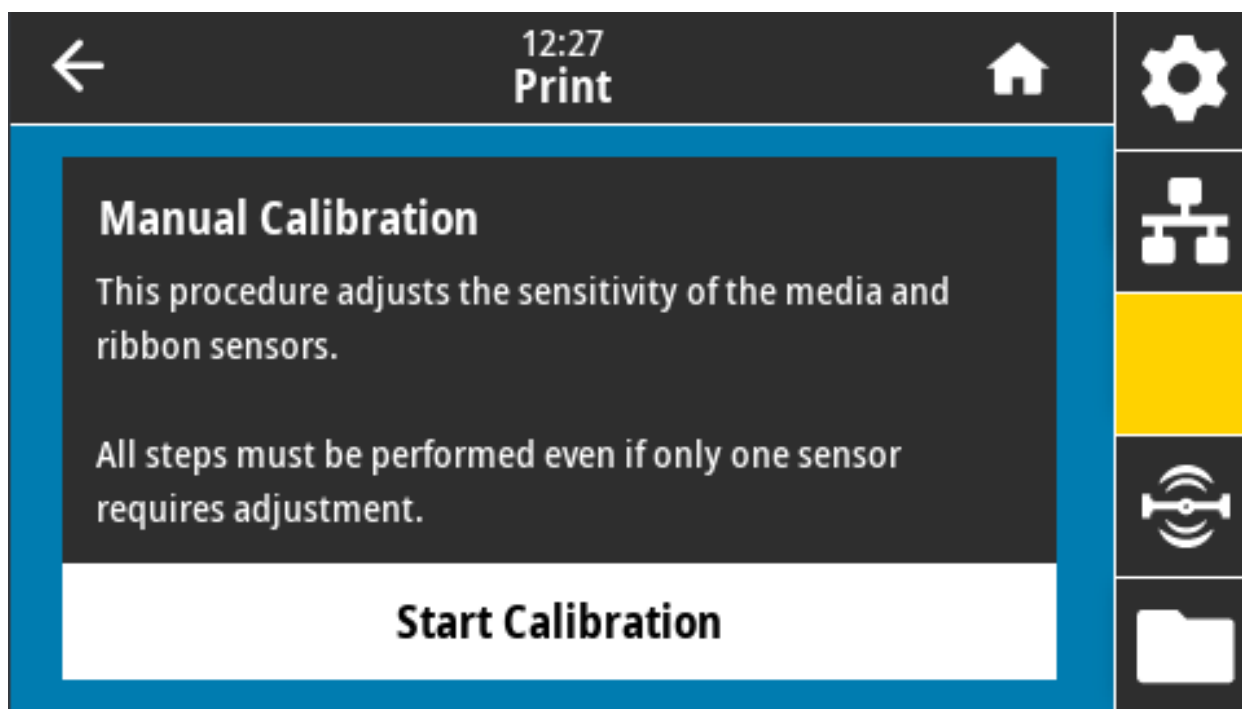 12:27
Print
Manual Calibration
This procedure adjusts the sensitivity of the media and
ribbon sensors.
All steps must be performed even if only one sensor
requires adjustment.
Start Calibration